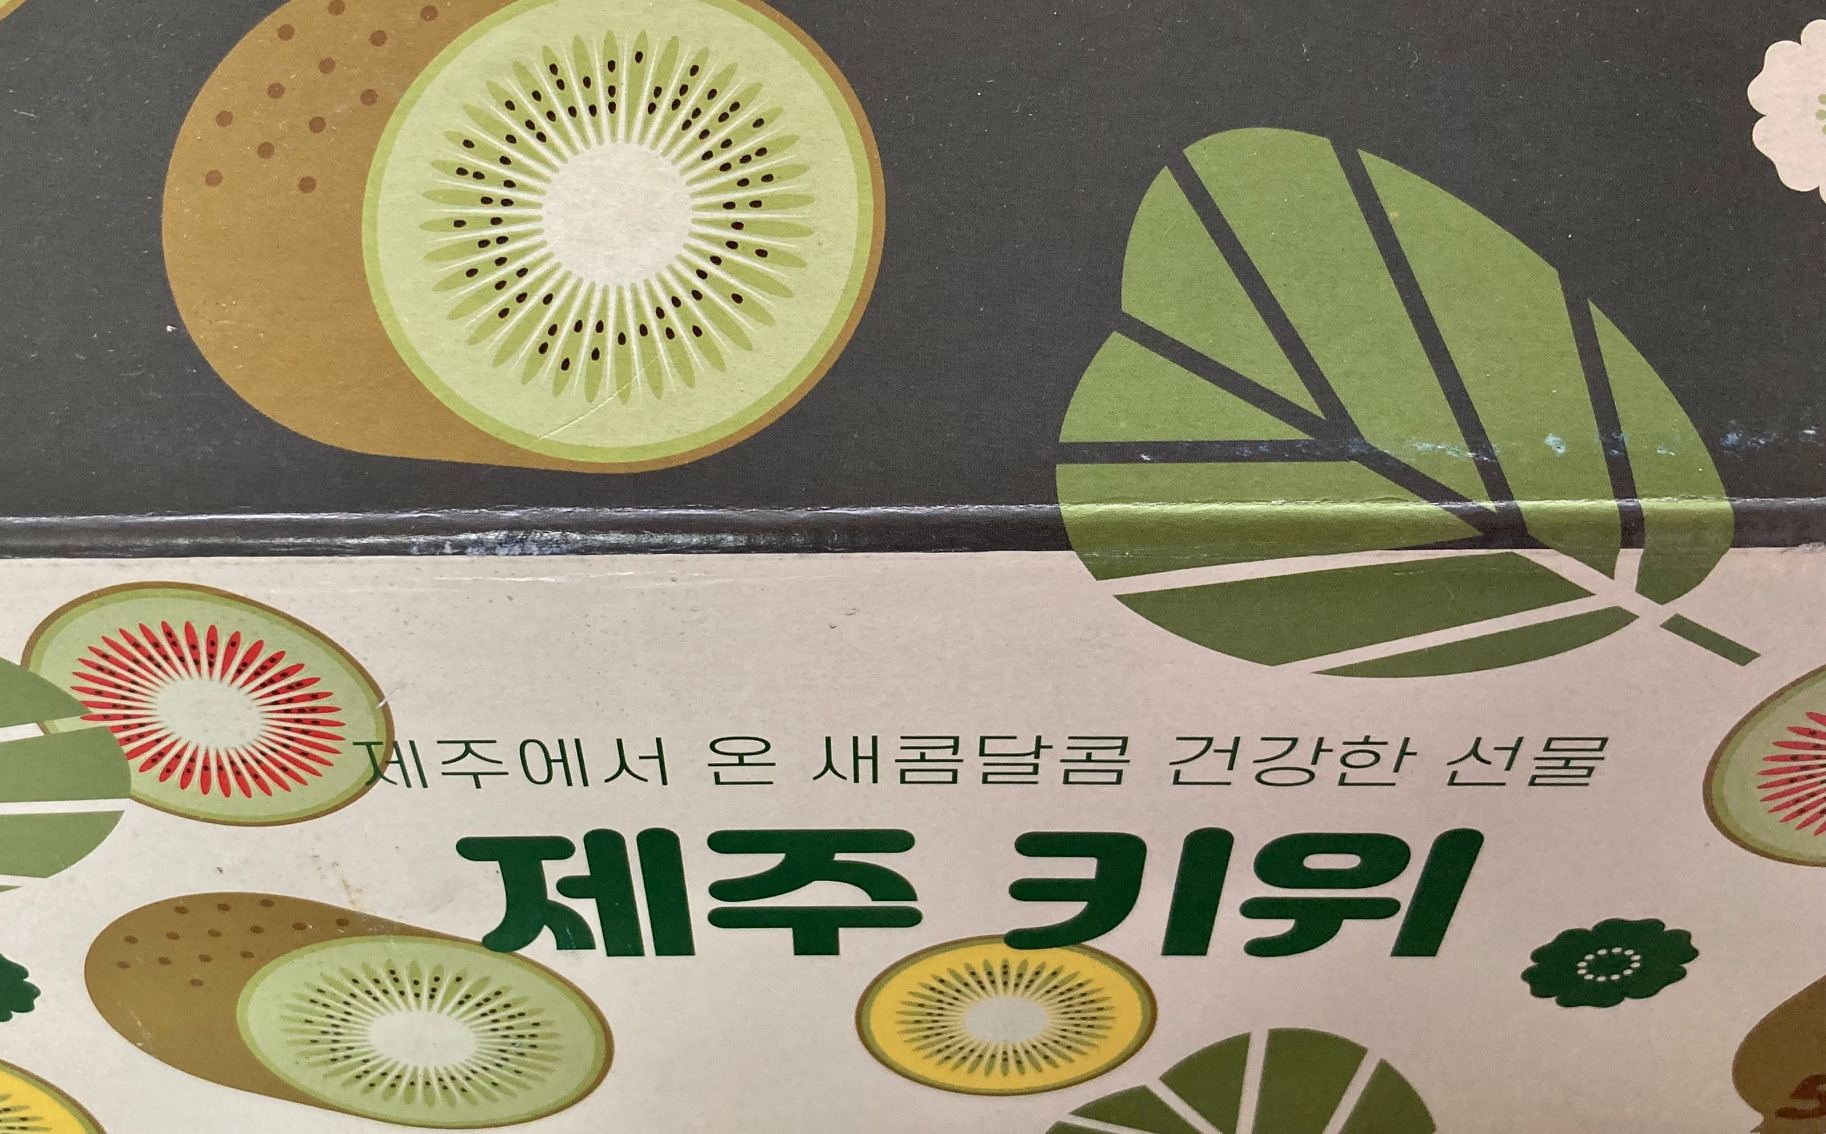 제주에서 온 새콤달콤 건강한 선물
제주 키위